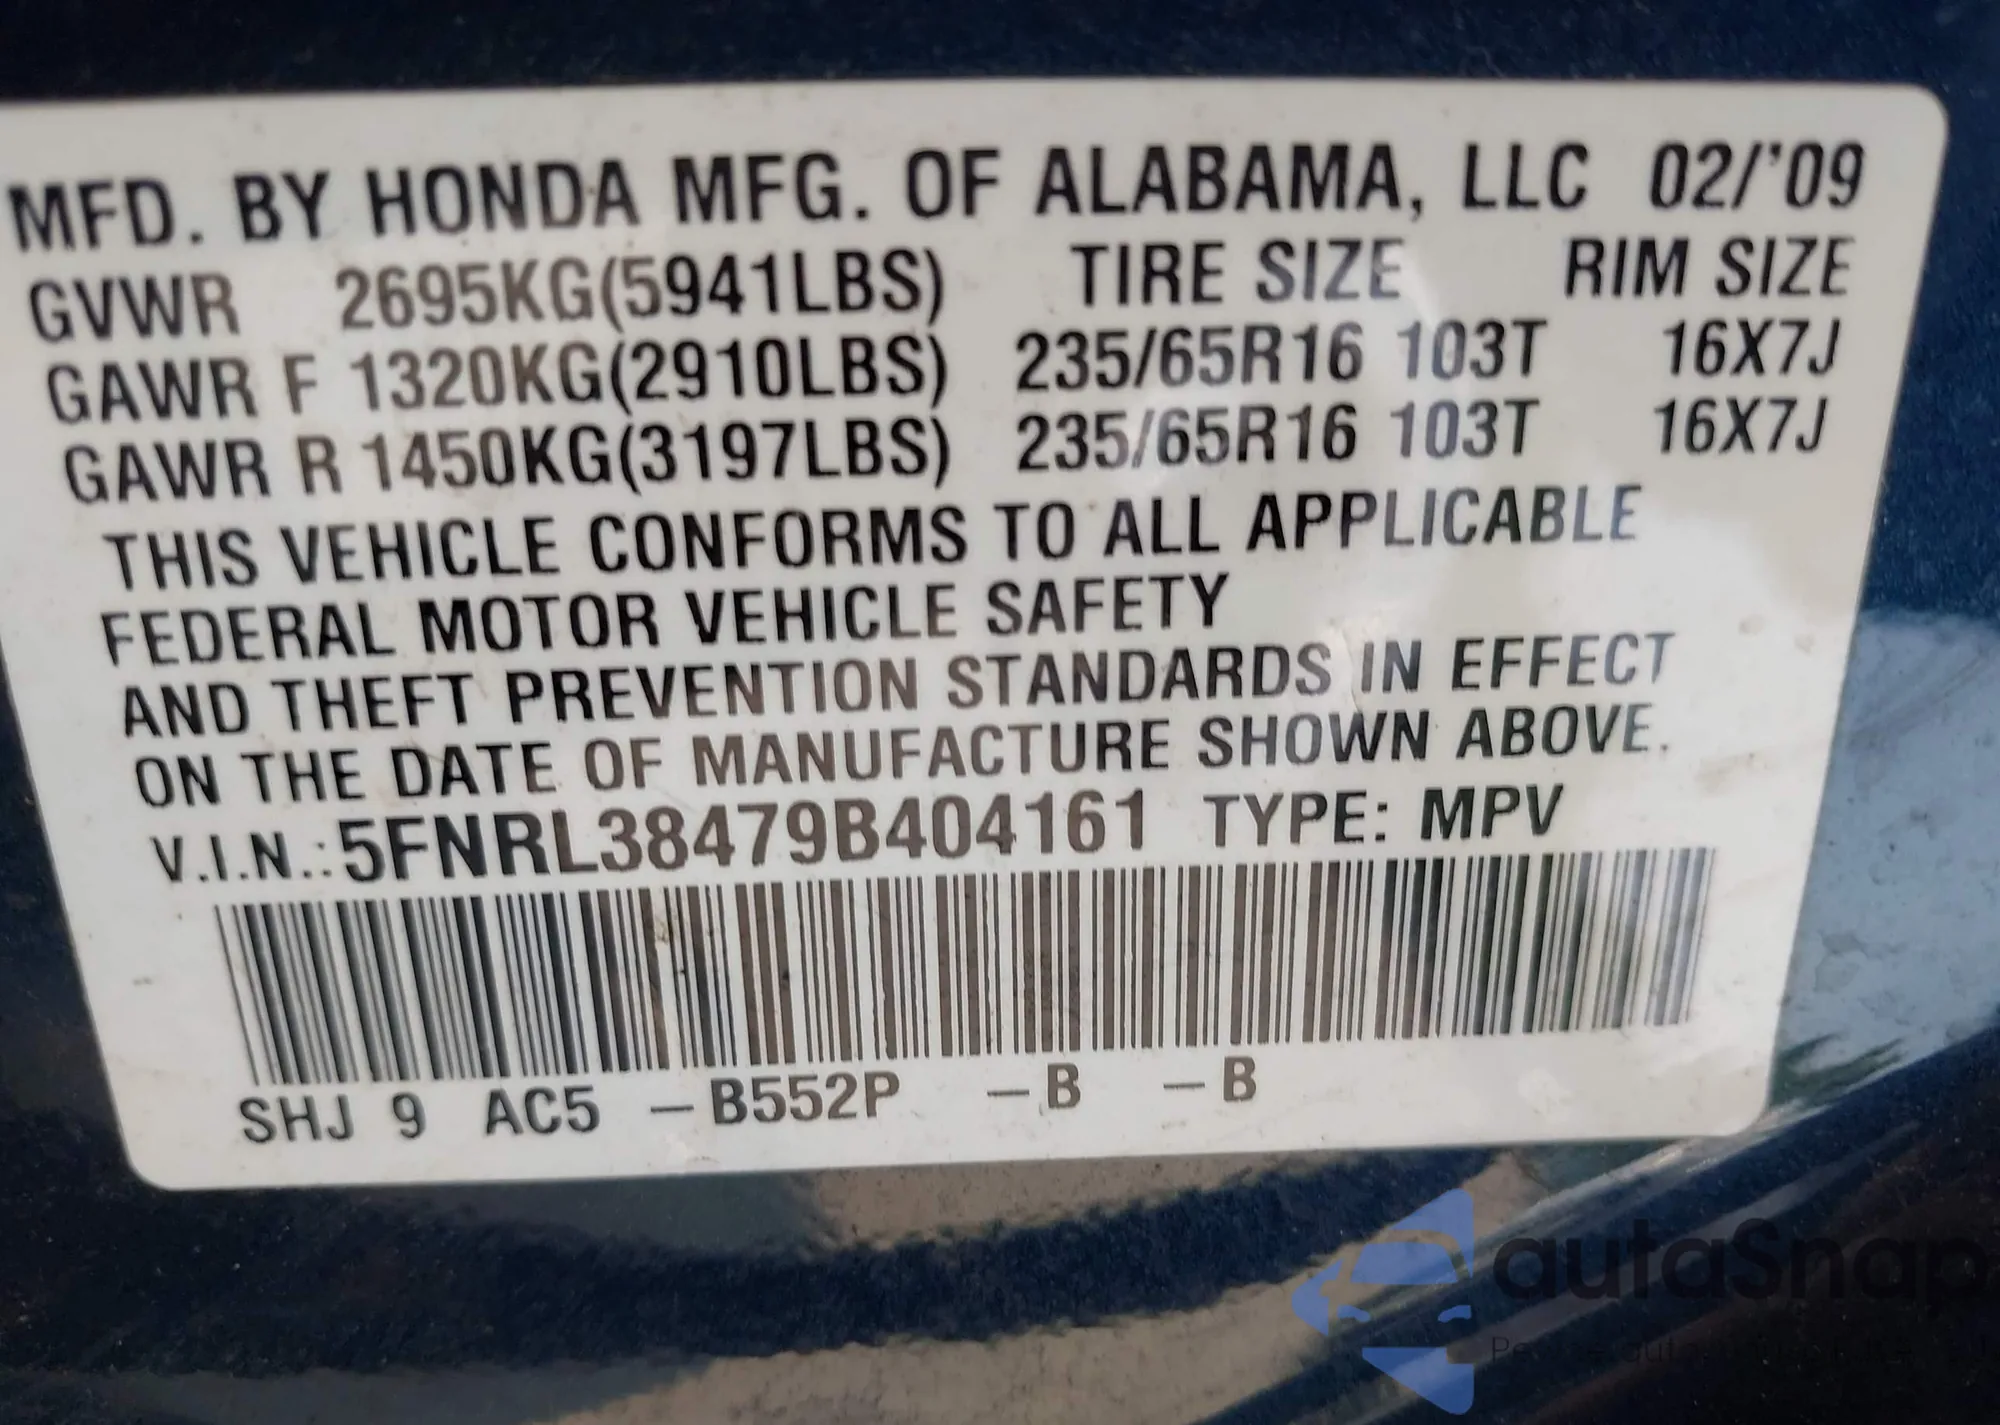 MFD. BY HONDA MFG. OF ALABAMA, LLC 02/'09
GVWR 2695KG(5941LBS) TIRE SIZE RIM SIZE
GAWR F 1320KG(2910LBS) 235/65R16 103T 16X7J
GAWR R 1450KG(3197LBS) 235/65R16 103T 16X7J
THIS VEHICLE CONFORMS TO ALL APPLICABLE
FEDERAL MOTOR VEHICLE SAFETY
AND THEFT PREVENTION STANDARDS IN EFFECT
ON THE DATE OF MANUFACTURE SHOWN ABOVE.
V.I.N.:5FNRL38479B404161 TYPE: MPV
SHJ 9 AC5 –B552P –B –B
autaSnap